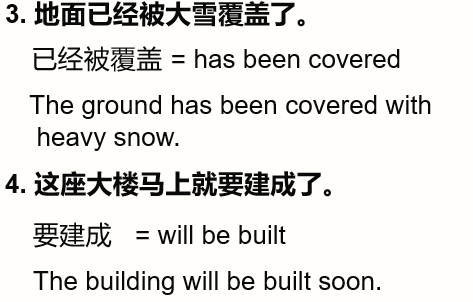 3. 地面已经被大雪覆盖了。
已经被覆盖 = has been covered
The ground has been covered with
heavy snow.
4. 这座大楼马上就要建成了。
要建成 = will be built
The building will be built soon.